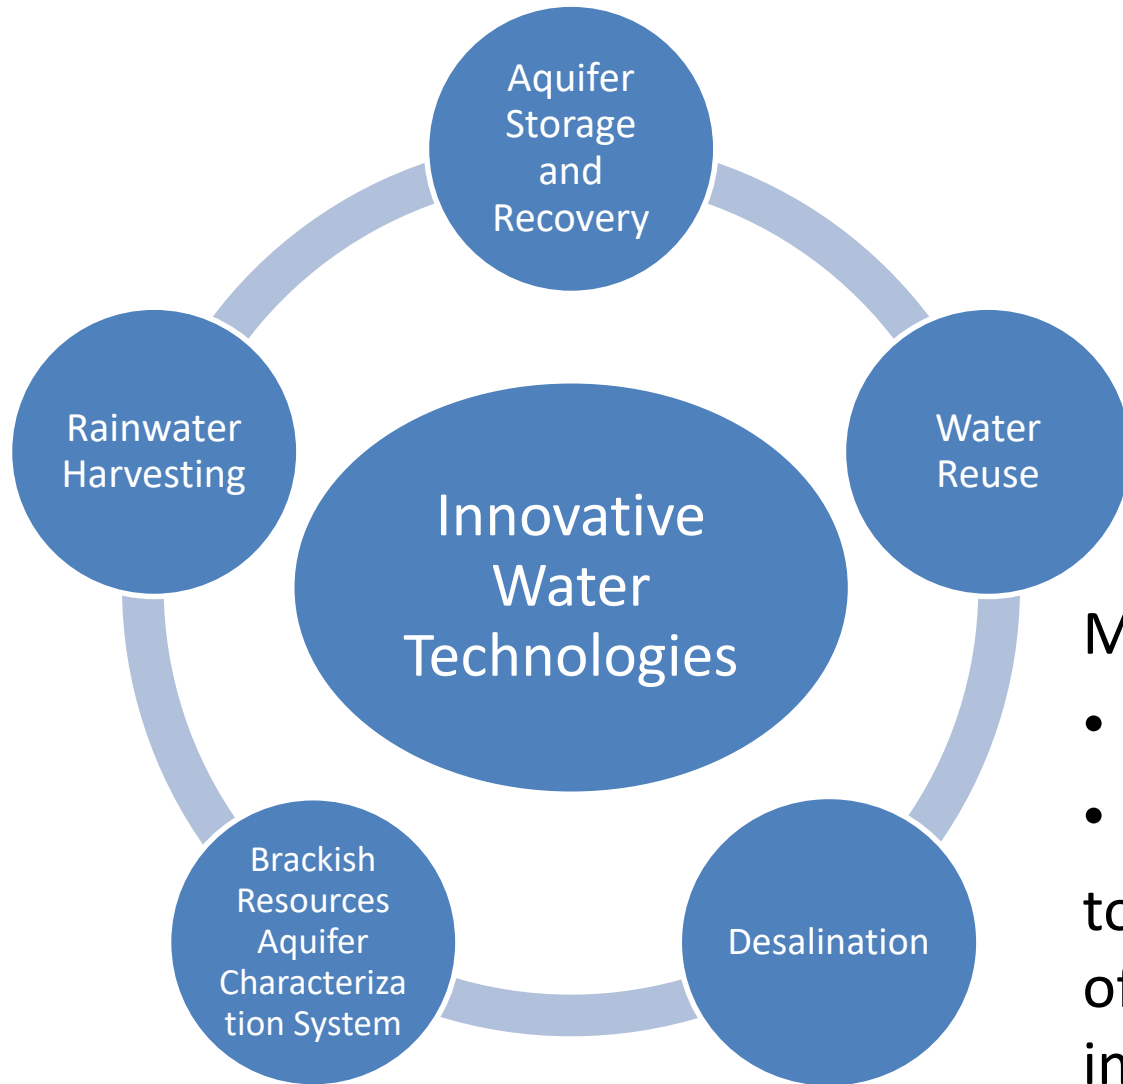 Aquifer
Storage
and
Recovery
Rainwater
Harvesting
Water
Reuse
Innovative
Water
Technologies
Brackish
Resources
Aquifer
Characteriza
tion System
Desalination
M
•
•
to
of
in